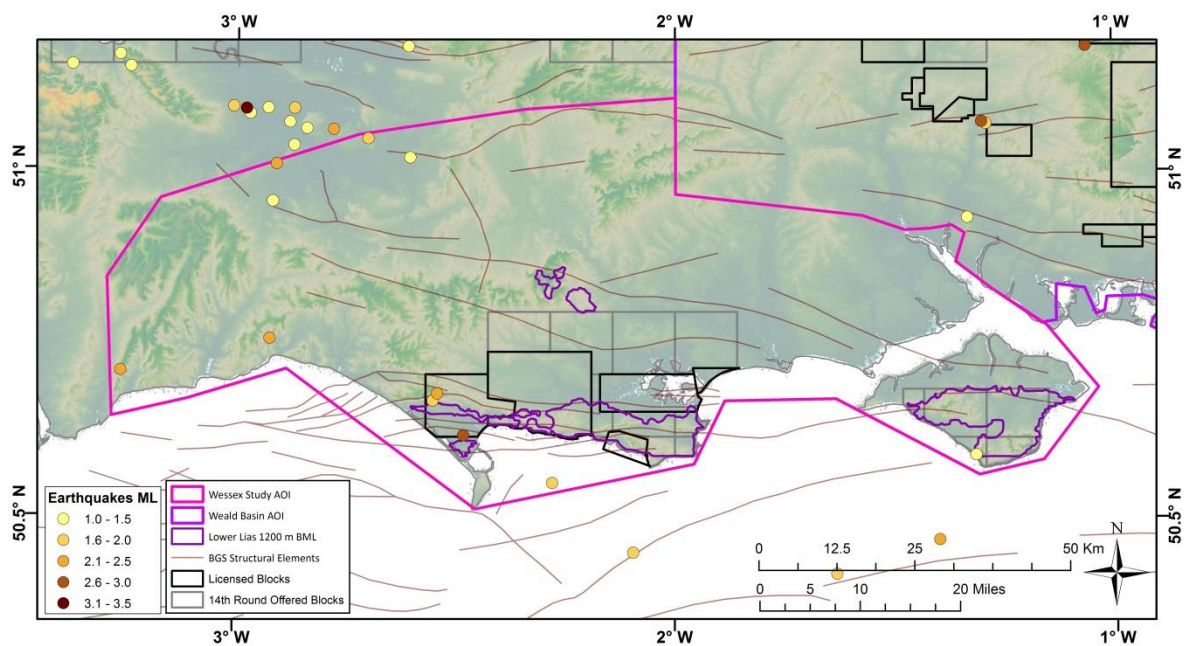 3° W 2° W 1° W
51° N
51° N
50.5° N
50.5° N
Earthquakes ML
1.0 - 1.5
1.6 - 2.0
2.1 - 2.5
2.6 - 3.0
3.1 - 3.5
Wessex Study AOI
Weald Basin AOI
Lower Lias 1200 m BML
BGS Structural Elements
Licensed Blocks
14th Round Offered Blocks
0 12.5 25 50 Km
0 5 10 20 Miles
N
3° W 2° W 1° W